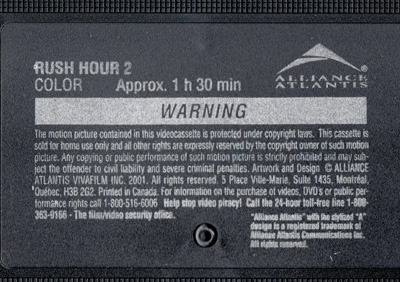 RUSH HOUR 2
COLOR Approx. 1 h 30 min
ALLIANCE
ATLANTIS
®
WARNING
The motion picture contained in this videocassette is protected under copyright laws. This cassette is
sold for home use only and all other rights are expressly reserved by the copyright owner of such motion
picture. Any copying or public performance of such motion picture is strictly prohibited and may sub-
ject the offender to civil liability and severe criminal penalties. Artwork and Design © ALLIANCE
ATLANTIS VIVAFILM INC. 2001. All rights reserved. 5 Place Ville-Marie, Suite 1435, Montréal,
Québec, H3B 2G2. Printed in Canada. For information on the purchase of videos, DVD's or public per-
formance rights call 1-800-516-6006 Help stop video piracy! Call the 24-hour toll-free line 1-800-
363-9166 - The film/video security office.
"Alliance Atlantis" with the stylized "A"
design is a registered trademark of
Alliance Atlantis Communications Inc.
All rights reserved.